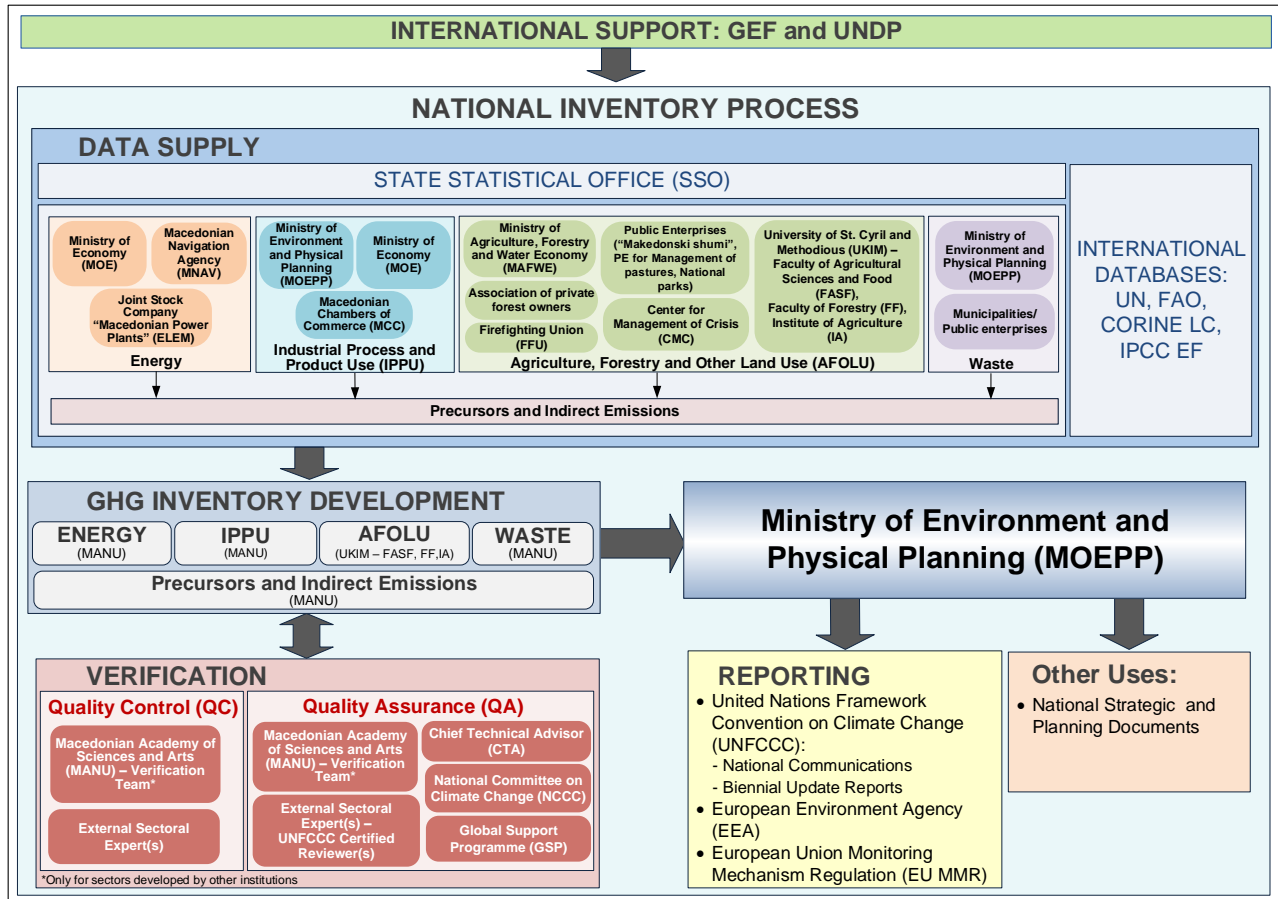 INTERNATIONAL SUPPORT: GEF and UNDP
NATIONAL INVENTORY PROCESS
DATA SUPPLY
STATE STATISTICAL OFFICE (SSO)
Ministry of
Economy
(MOE)
Macedonian
Navigation
Agency
(MNAV)
Joint Stock
Company
“Macedonian Power
Plants” (ELEM)
Energy
Ministry of
Environment
and Physical
Planning
(MOEPP)
Ministry of
Economy
(MOE)
Macedonian
Chambers of
Commerce (MCC)
Industrial Process and
Product Use (IPPU)
Ministry of
Agriculture, Forestry
and Water Economy
(MAFWE)
Association of private
forest owners
Firefighting Union
(FFU)
Public Enterprises
(“Makedonski shumi”,
PE for Management of
pastures, National
parks)
Center for
Management of Crisis
(CMC)
University of St. Cyril and
Methodious (UKIM) –
Faculty of Agricultural
Sciences and Food
(FASF),
Faculty of Forestry (FF),
Institute of Agriculture
(IA)
Agriculture, Forestry and Other Land Use (AFOLU)
Ministry of
Environment and
Physical Planning
(MOEPP)
Municipalities/
Public enterprises
Waste
Precursors and Indirect Emissions
INTERNATIONAL
DATABASES:
UN, FAO,
CORINE LC,
IPCC EF
GHG INVENTORY DEVELOPMENT
ENERGY
(MANU)
IPPU
(MANU)
AFOLU
(UKIM – FASF, FF,IA)
WASTE
(MANU)
Precursors and Indirect Emissions
(MANU)
Ministry of Environment and
Physical Planning (MOEPP)
VERIFICATION
Quality Control (QC)
Macedonian Academy of
Sciences and Arts
(MANU) – Verification
Team*
External Sectoral
Expert(s)
Quality Assurance (QA)
Macedonian Academy
of Sciences and Arts
(MANU) – Verification
Team*
External Sectoral
Expert(s) –
UNFCCC Certified
Reviewer(s)
Chief Technical Advisor
(CTA)
National Committee on
Climate Change (NCCC)
Global Support
Programme (GSP)
*Only for sectors developed by other institutions
REPORTING
• United Nations Framework
Convention on Climate Change
(UNFCCC):
- National Communications
- Biennial Update Reports
• European Environment Agency
(EEA)
• European Union Monitoring
Mechanism Regulation (EU MMR)
Other Uses:
• National Strategic and
Planning Documents